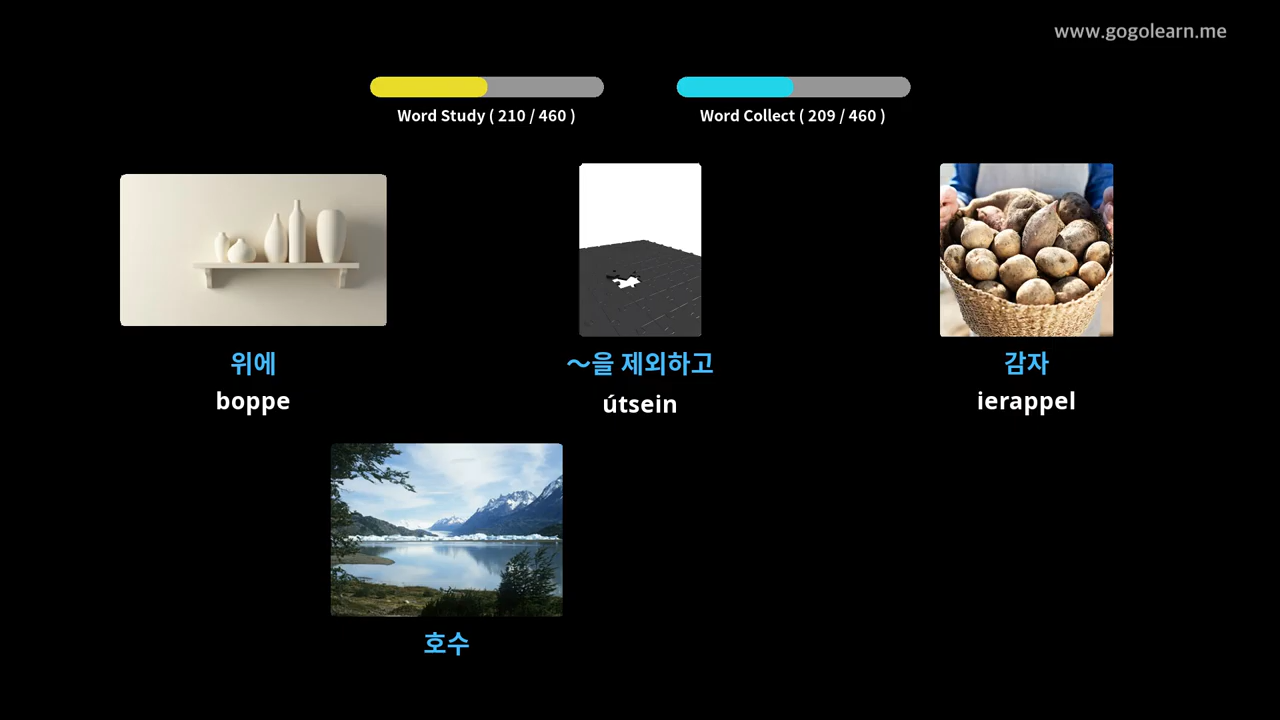 www.gogolearn.me
Word Study ( 210 / 460 )
Word Collect ( 209 / 460 )
위에
～을 제외하고
감자
boppe
útsein
ierappel
호수